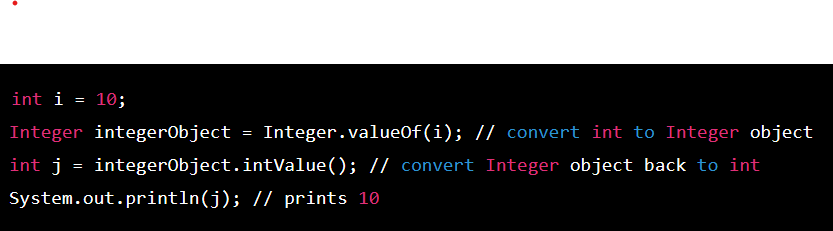 int i = 10;
Integer integerObject = Integer.valueOf(i); // convert int to Integer object
int j = integerObject.intValue(); // convert Integer object back to int
System.out.println(j); // prints 10